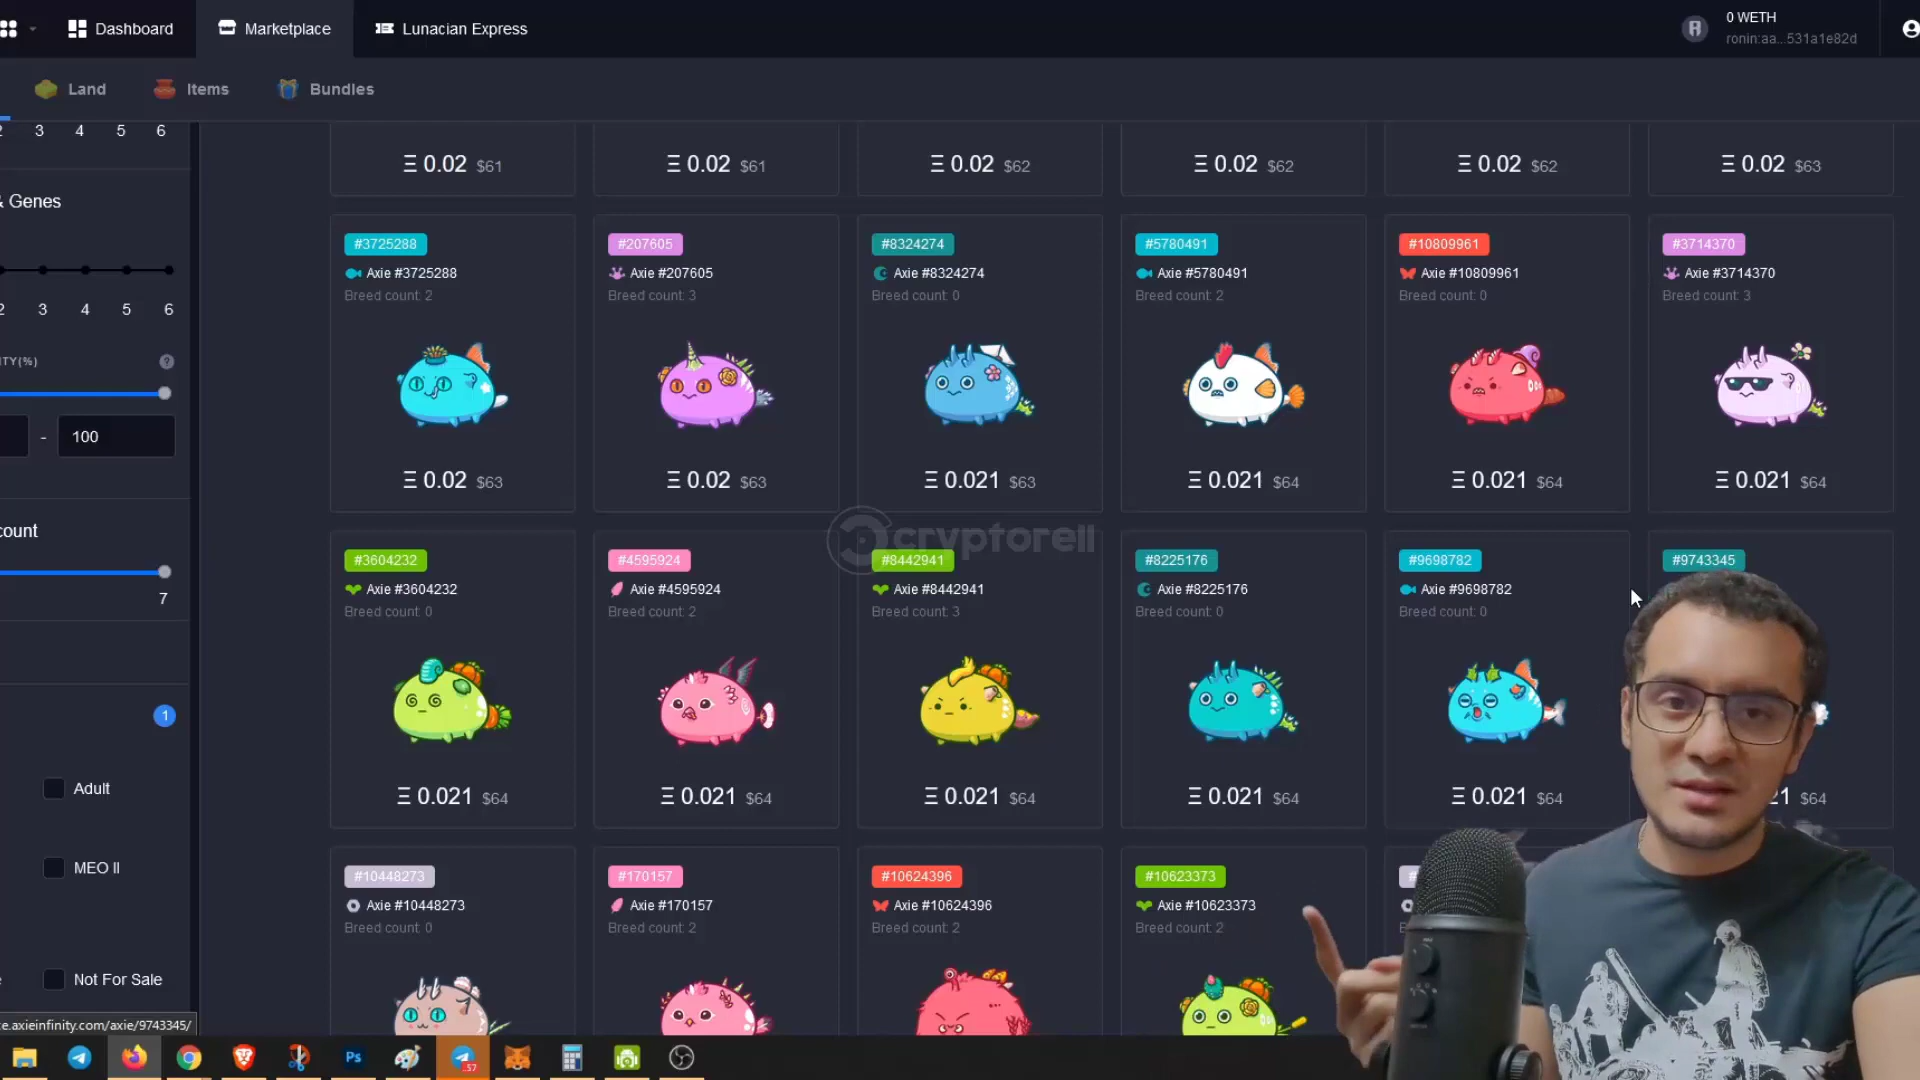 Dashboard
Marketplace
Lunacian Express
0 WETH
ronin:aa...531a1e82d
Land
Items
Bundles
2 3 4 5 6
Ξ 0.02 $61
Ξ 0.02 $61
Ξ 0.02 $62
Ξ 0.02 $62
Ξ 0.02 $62
Ξ 0.02 $63
& Genes
2 3 4 5 6
ITY(%)
- 100
count
7
1
Adult
MEO II
Not For Sale
#3725288
Axie #3725288
Breed count: 2
Ξ 0.02 $63
#207605
Axie #207605
Breed count: 3
Ξ 0.02 $63
#8324274
Axie #8324274
Breed count: 0
Ξ 0.021 $63
#5780491
Axie #5780491
Breed count: 2
Ξ 0.021 $64
#10809961
Axie #10809961
Breed count: 0
Ξ 0.021 $64
#3714370
Axie #3714370
Breed count: 3
Ξ 0.021 $64
cryptorell
#3604232
Axie #3604232
Breed count: 0
Ξ 0.021 $64
#4595924
Axie #4595924
Breed count: 2
Ξ 0.021 $64
#8442941
Axie #8442941
Breed count: 3
Ξ 0.021 $64
#8225176
Axie #8225176
Breed count: 0
Ξ 0.021 $64
#9698782
Axie #9698782
Breed count: 0
Ξ 0.021 $64
#9743345
21 $64
#10448273
Axie #10448273
Breed count: 0
#170157
Axie #170157
Breed count: 2
#10624396
Axie #10624396
Breed count: 2
#10623373
Axie #10623373
Breed count: 2
#
B
e.axieinfinity.com/axie/9743345/
Ps
57